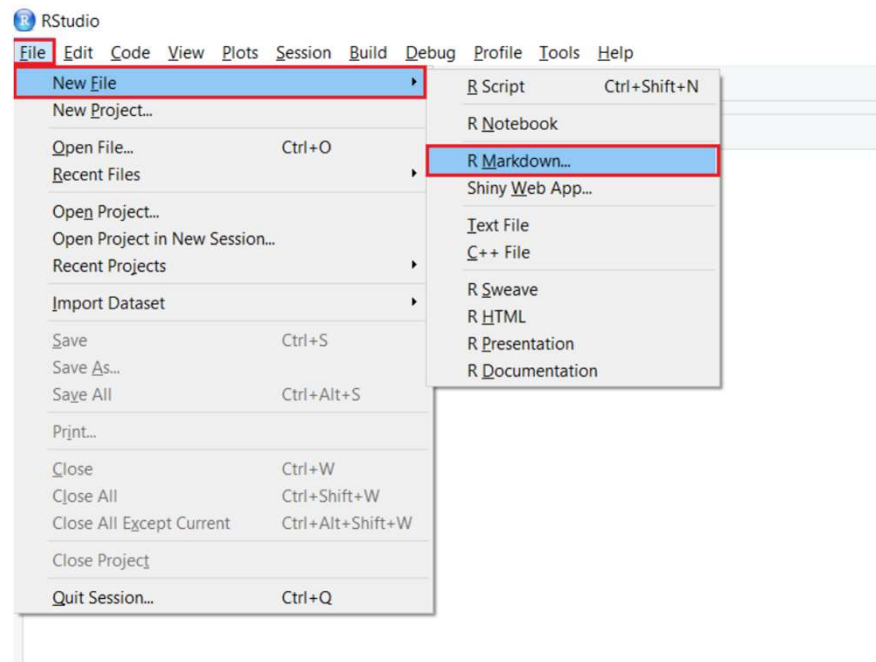 R RStudio
File Edit Code View Plots Session Build Debug Profile Tools Help
New File
New Project...
Open File... Ctrl+O
Recent Files
Open Project...
Open Project in New Session...
Recent Projects
Import Dataset
Save Ctrl+S
Save As...
Save All Ctrl+Alt+S
Print...
Close Ctrl+W
Close All Ctrl+Shift+W
Close All Except Current Ctrl+Alt+Shift+W
Close Project
Quit Session... Ctrl+Q
R Script Ctrl+Shift+N
R Notebook
R Markdown...
Shiny Web App...
Text File
C++ File
R Sweave
R HTML
R Presentation
R Documentation